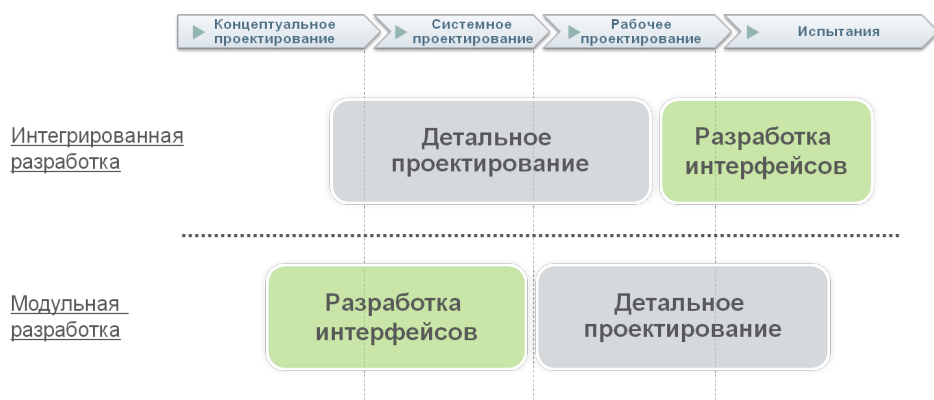 Концептуальное
проектирование
Системное
проектирование
Рабочее
проектирование
Испытания
Интегрированная
разработка
Детальное
проектирование
Разработка
интерфейсов
Модульная
разработка
Разработка
интерфейсов
Детальное
проектирование